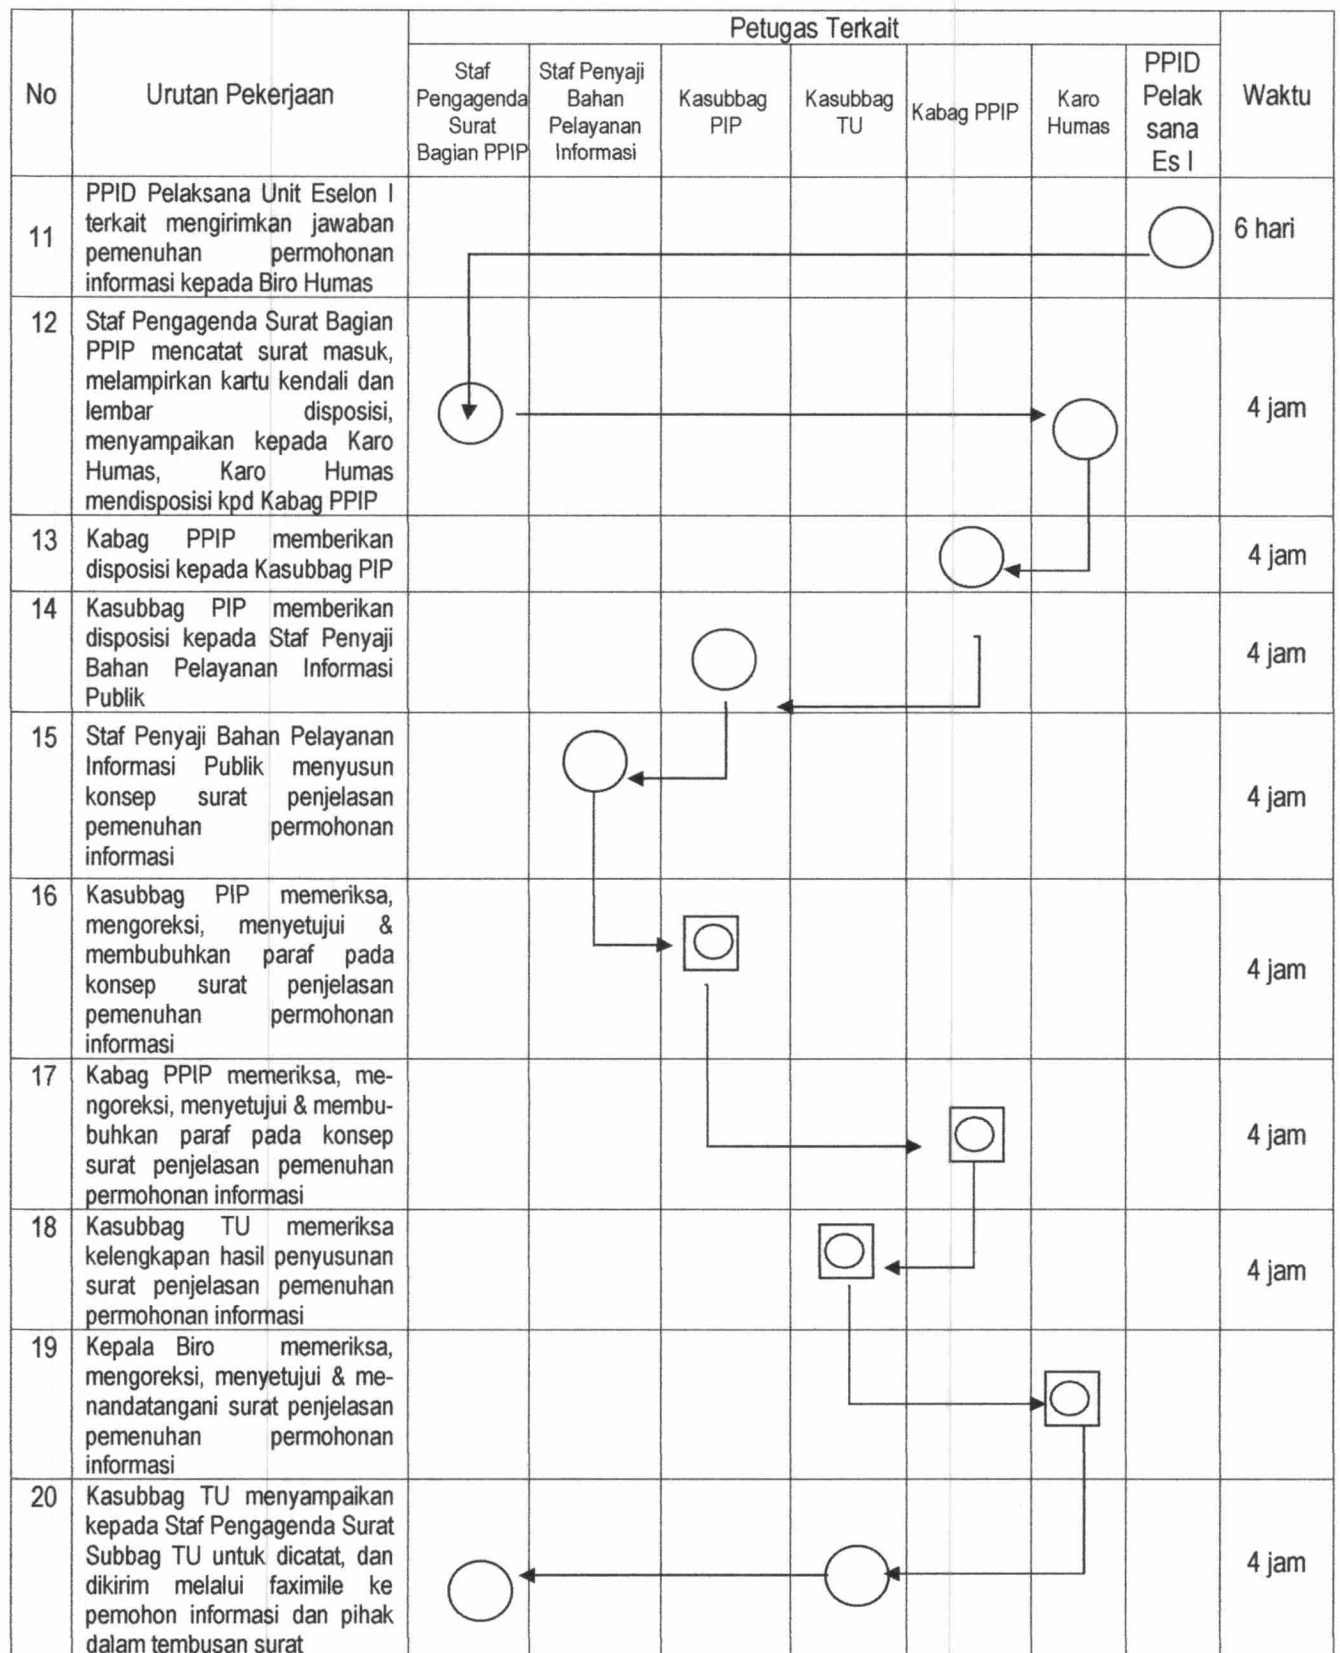 Petugas Terkait
No
Urutan Pekerjaan
Staf
Pengagenda
Surat
Bagian PPIP
Staf Penyaji
Bahan
Pelayanan
Informasi
Kasubbag
PIP
Kasubbag
TU
Kabag PPIP
Karo
Humas
PPID
Pelak
sana
Es I
Waktu
11
PPID Pelaksana Unit Eselon I
terkait mengirimkan jawaban
pemenuhan permohonan
informasi kepada Biro Humas
6 hari
12
Staf Pengagenda Surat Bagian
PPIP mencatat surat masuk,
melampirkan kartu kendali dan
lembar disposisi,
menyampaikan kepada Karo
Humas, Karo Humas
mendisposisi kpd Kabag PPIP
4 jam
13
Kabag PPIP memberikan
disposisi kepada Kasubbag PIP
4 jam
14
Kasubbag PIP memberikan
disposisi kepada Staf Penyaji
Bahan Pelayanan Informasi
Publik
4 jam
15
Staf Penyaji Bahan Pelayanan
Informasi Publik menyusun
konsep surat penjelasan
pemenuhan permohonan
informasi
4 jam
16
Kasubbag PIP memeriksa,
mengoreksi, menyetujui &
membubuhkan paraf pada
konsep surat penjelasan
pemenuhan permohonan
informasi
4 jam
17
Kabag PPIP memeriksa, me-
ngoreksi, menyetujui & membu-
buhkan paraf pada konsep
surat penjelasan pemenuhan
permohonan informasi
4 jam
18
Kasubbag TU memeriksa
kelengkapan hasil penyusunan
surat penjelasan pemenuhan
permohonan informasi
4 jam
19
Kepala Biro memeriksa,
mengoreksi, menyetujui & me-
nandatangani surat penjelasan
pemenuhan permohonan
informasi
20
Kasubbag TU menyampaikan
kepada Staf Pengagenda Surat
Subbag TU untuk dicatat, dan
dikirim melalui faximile ke
pemohon informasi dan pihak
dalam tembusan surat
4 jam